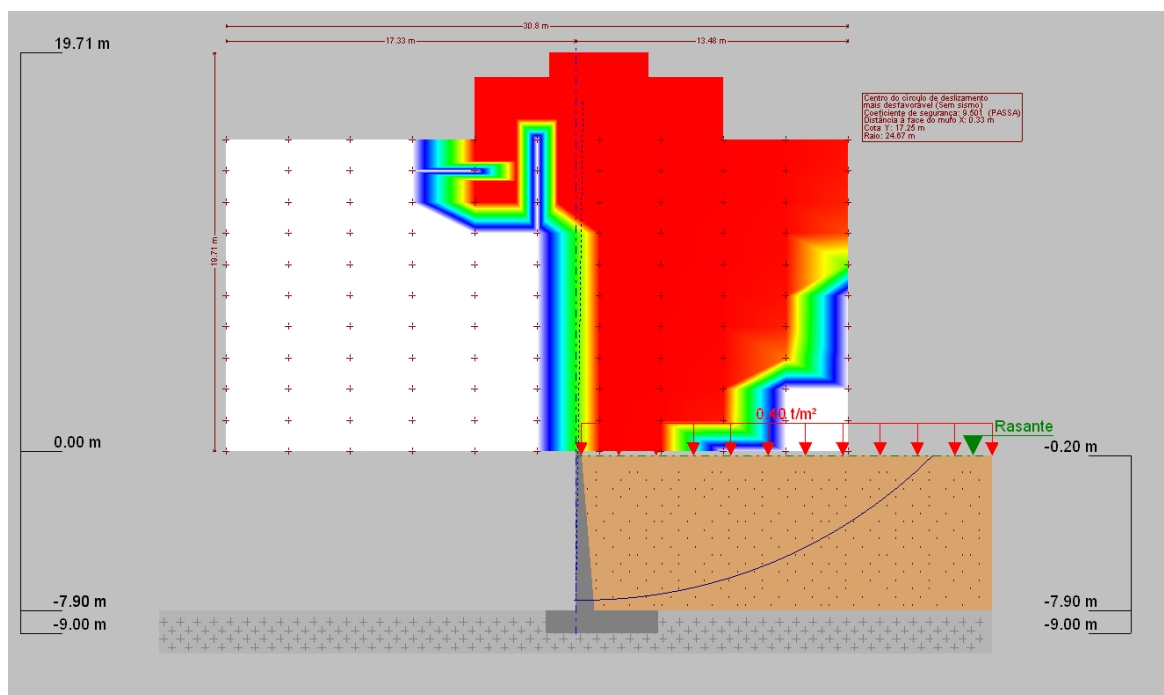 30.8 m
17.33 m
13.48 m
19.71 m
19.71 m
Centro do círculo de deslizamento
mais desfavorável (Sem sismo)
Coeficiente de segurança: 9.501 (PASSA)
Distância à face do muro X: 0.33 m
Cota Y: 17.25 m
Raio: 24.67 m
0.40 t/m²
Rasante
0.00 m
-0.20 m
-7.90 m
-7.90 m
-9.00 m
-9.00 m